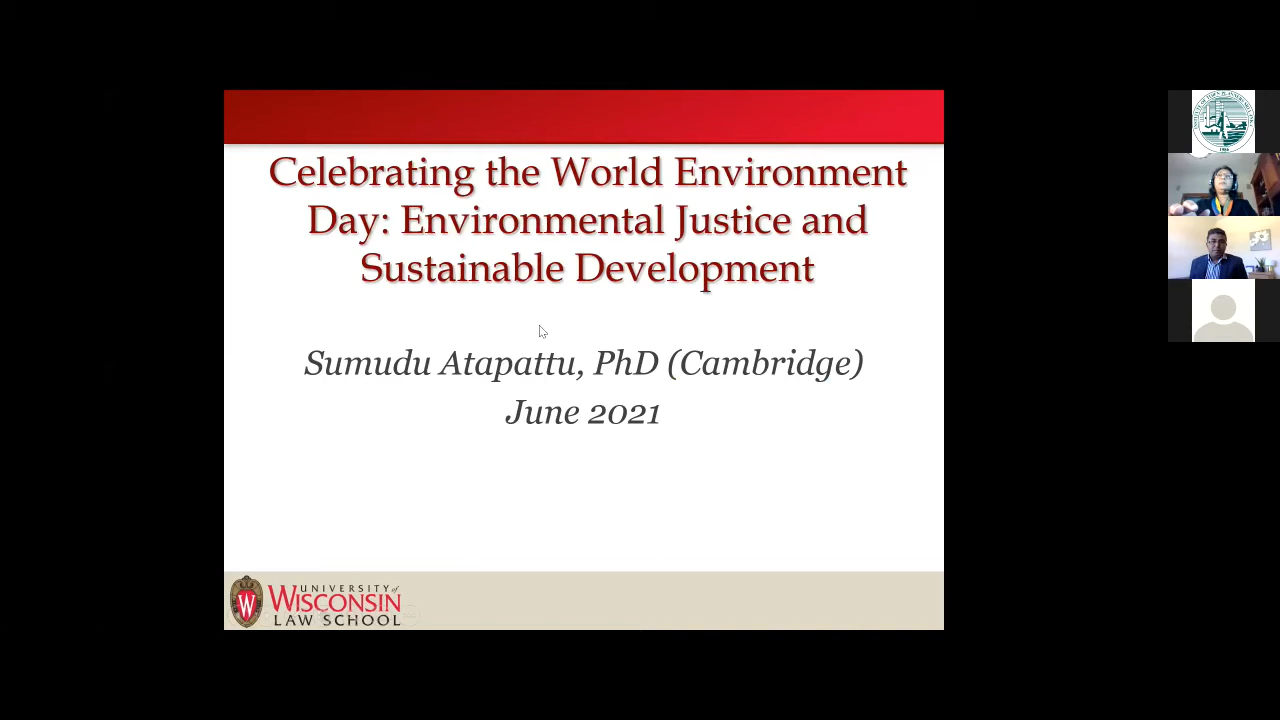 Celebrating the World Environment
Day: Environmental Justice and
Sustainable Development
Sumudu Atapattu, PhD (Cambridge)
June 2021
UNIVERSITY of
WISCONSIN
LAW SCHOOL
W